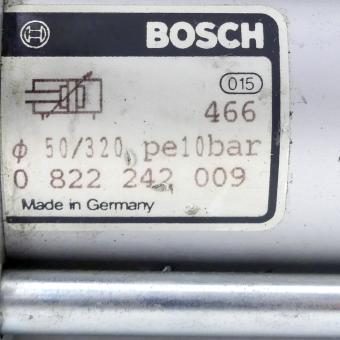 BOSCH
015
466
ϕ 50/320 pe10bar
0 822 242 009
Made in Germany